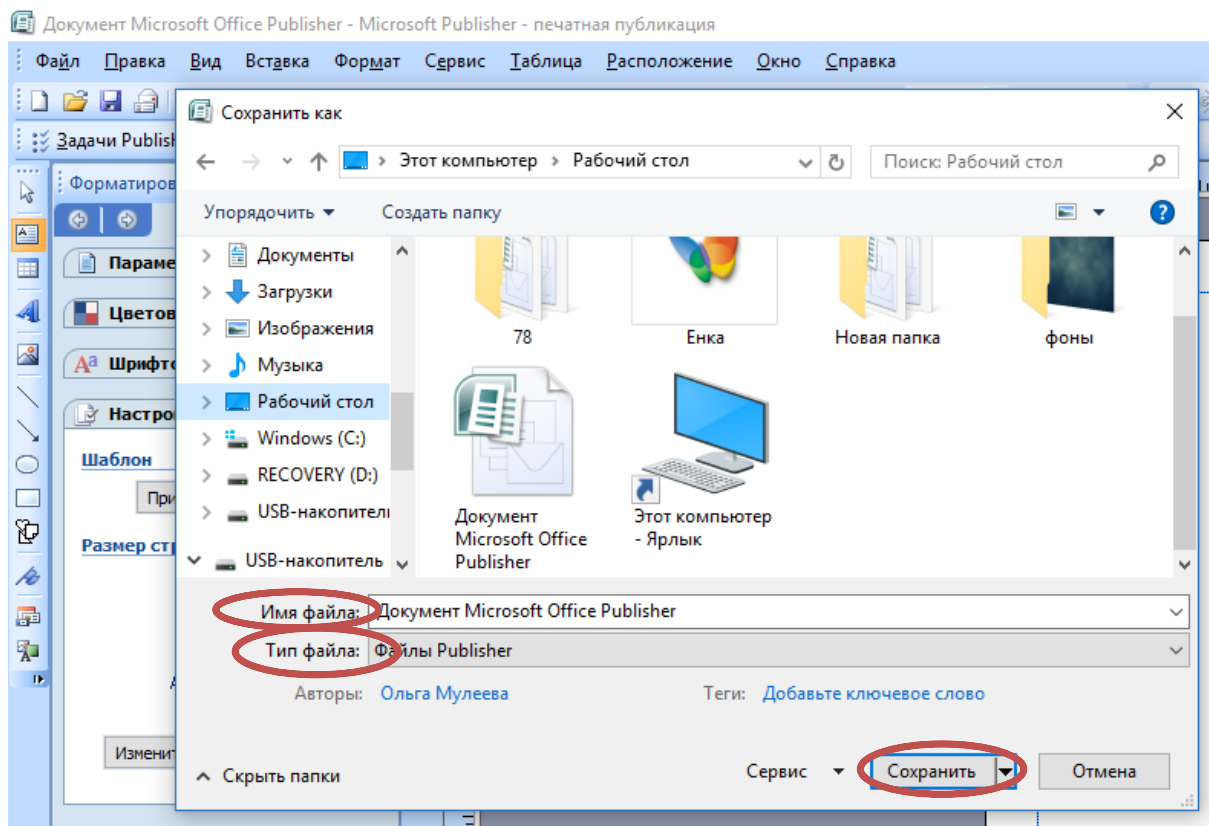 Документ Microsoft Office Publisher - Microsoft Publisher - печатная публикация
Файл Правка Вид Вставка Формат Сервис Таблица Расположение Окно Справка
Сохранить как
Задачи Publish
Этот компьютер > Рабочий стол
Поиск: Рабочий стол
Форматиров
Упорядочить Создать папку
Параме
Цветов
Шрифто
Настро
Шаблон
При
Размер стр
Изменит
Документы
Загрузки
Изображения
Музыка
Рабочий стол
Windows (C:)
RECOVERY (D:)
USB-накопител
USB-накопитель
78
Енка
Новая папка
фоны
Документ
Microsoft Office
Publisher
Этот компьютер
- Ярлык
Имя файла: Документ Microsoft Office Publisher
Тип файла: Файлы Publisher
Авторы: Ольга Мулеева Теги: Добавьте ключевое слово
Скрыть папки
Сервис Сохранить Отмена